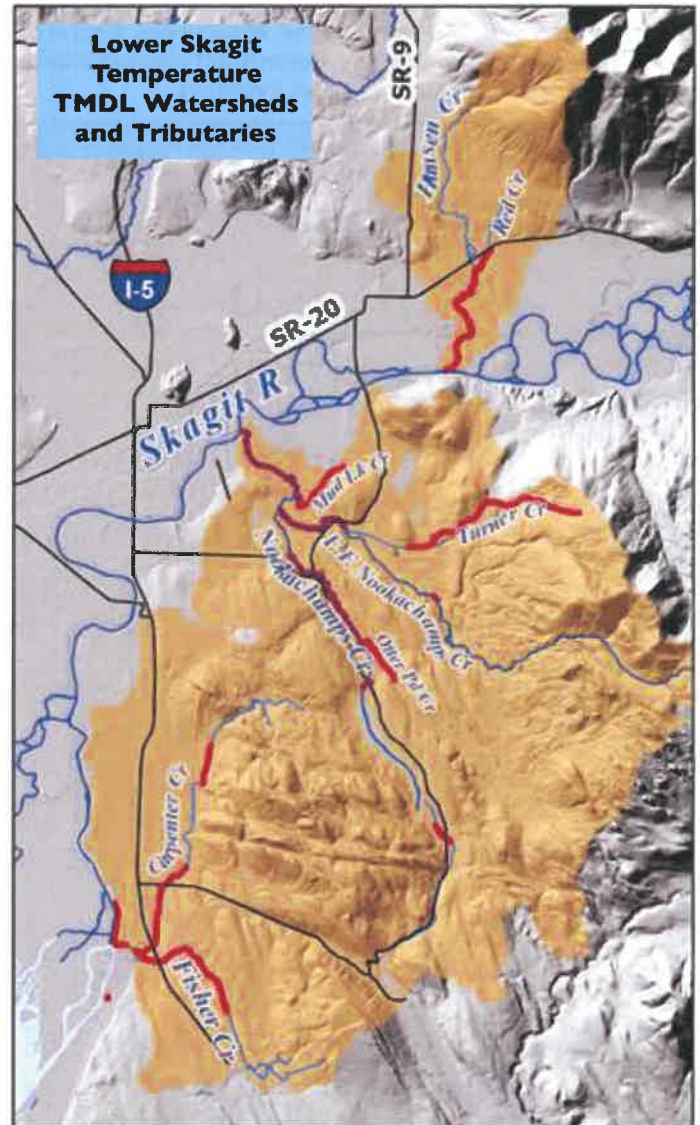 Lower Skagit
Temperature
TMDL Watersheds
and Tributaries
SR-9
Hansen Cr
Red Cr
I-5
SR-20
Skagit R
Mud Lk Cr
Turner Cr
E.F. Nookachamps Cr
Nookachamps Cr
Otter Pd Cr
Carpenter Cr
Fisher Cr